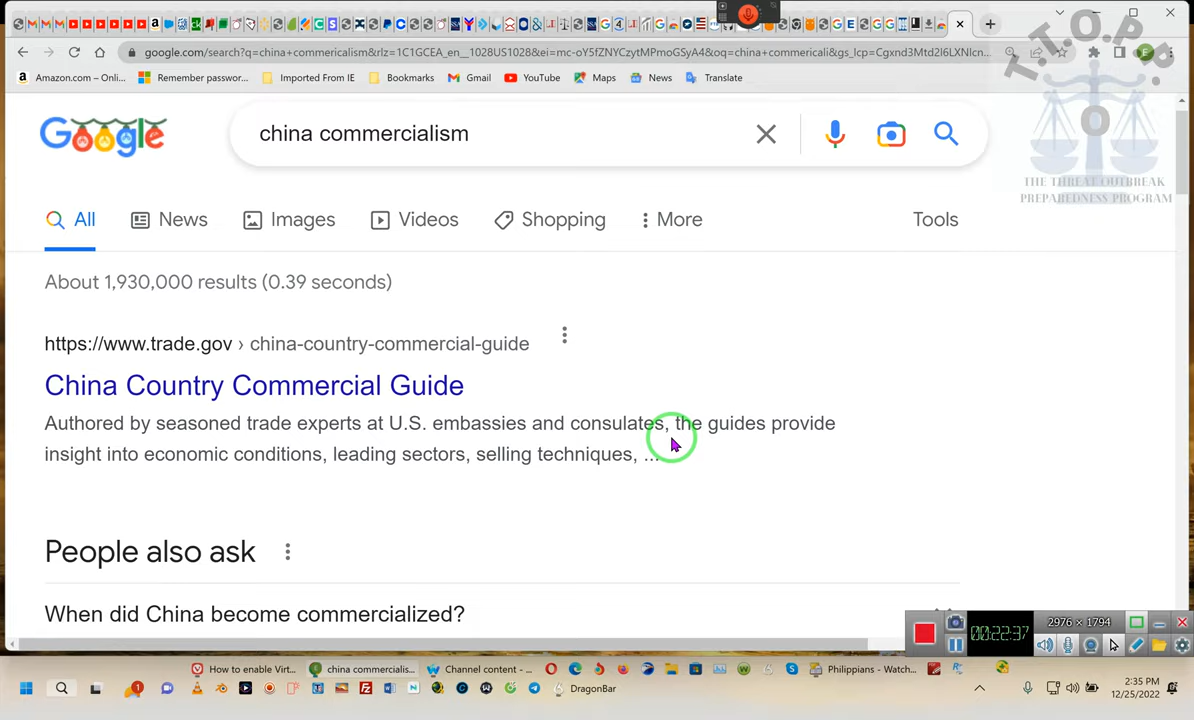 google.com/search?q=china+commericalism&rlz=1C1GCEA_en__1028US1028&ei=mc-oY5fZNYCzytMPmoGSyA4&oq=china+commericali&gs_lcp=Cgxnd3Mtd2l6LXNlcn...
Amazon.com – Onli...
Remember passwor...
Imported From IE
Bookmarks
Gmail
YouTube
Maps
News
Translate
T.T.O.P.P.
THE THREAT OUTBREAK
PREPAREDNESS PROGRAM
Google
china commercialism
All
News
Images
Videos
Shopping
More
Tools
About 1,930,000 results (0.39 seconds)
https://www.trade.gov › china-country-commercial-guide
China Country Commercial Guide
Authored by seasoned trade experts at U.S. embassies and consulates, the guides provide
insight into economic conditions, leading sectors, selling techniques, ...
People also ask
When did China become commercialized?
00:22:37
2976 × 1794
How to enable Virt...
china commercialis...
Channel content - ...
Philippians - Watch...
DragonBar
2:35 PM
12/25/2022